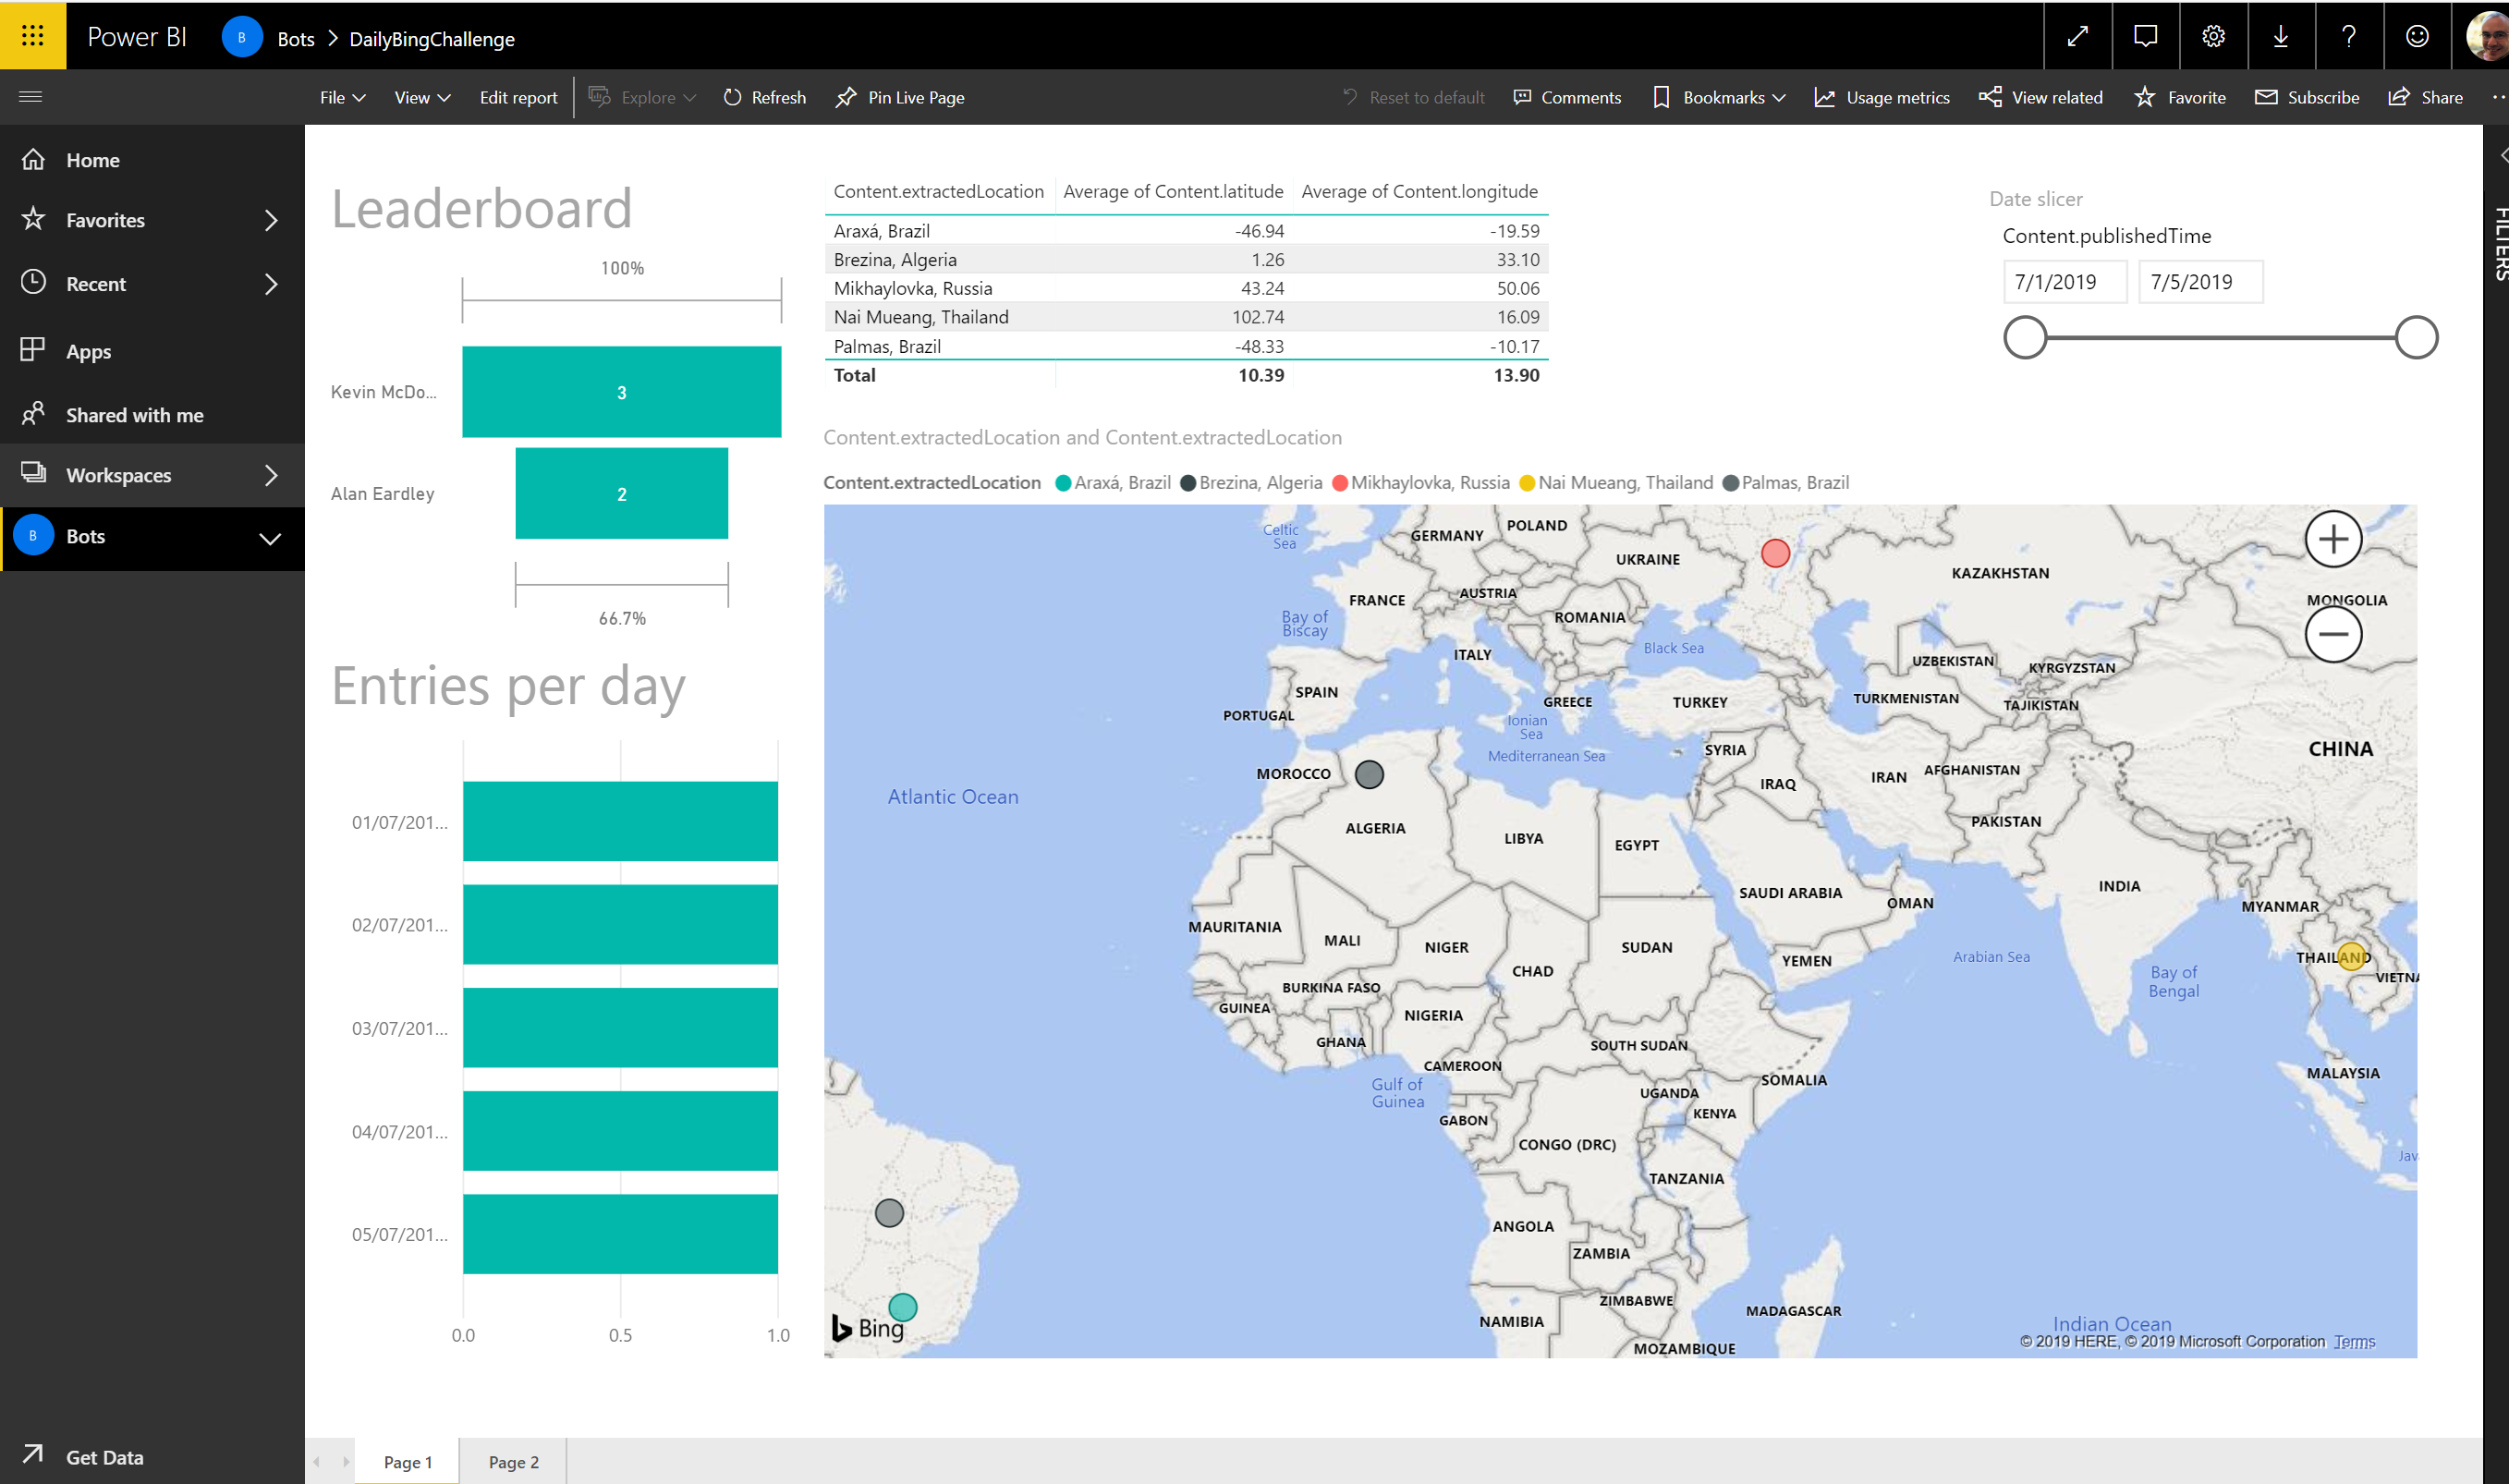 Power BI
B
Bots > DailyBingChallenge
File
View
Edit report
Explore
Refresh
Pin Live Page
Reset to default
Comments
Bookmarks
Usage metrics
View related
Favorite
Subscribe
Share
Home
Favorites
Recent
Apps
Shared with me
Workspaces
B Bots
Get Data
Leaderboard
100%
Kevin McDo... 3
Alan Eardley 2
66.7%
Entries per day
01/07/201...
02/07/201...
03/07/201...
04/07/201...
05/07/201...
0.0 0.5 1.0
Content.extractedLocation Average of Content.latitude Average of Content.longitude
Araxá, Brazil -46.94 -19.59
Brezina, Algeria 1.26 33.10
Mikhaylovka, Russia 43.24 50.06
Nai Mueang, Thailand 102.74 16.09
Palmas, Brazil -48.33 -10.17
Total 10.39 13.90
Date slicer
Content.publishedTime
7/1/2019 7/5/2019
FILTERS
Content.extractedLocation and Content.extractedLocation
Content.extractedLocation Araxá, Brazil Brezina, Algeria Mikhaylovka, Russia Nai Mueang, Thailand Palmas, Brazil
Celtic
Sea
GERMANY
POLAND
UKRAINE
KAZAKHSTAN
MONGOLIA
FRANCE
AUSTRIA
ROMANIA
Bay of
Biscay
ITALY
Black Sea
UZBEKISTAN
KYRGYZSTAN
SPAIN
PORTUGAL
GREECE
TURKEY
TURKMENISTAN
TAJIKISTAN
Ionian
Sea
Mediterranean Sea
SYRIA
CHINA
MOROCCO
IRAQ
IRAN
AFGHANISTAN
Atlantic Ocean
ALGERIA
LIBYA
EGYPT
PAKISTAN
SAUDI ARABIA
INDIA
OMAN
MYANMAR
MAURITANIA
MALI
NIGER
SUDAN
CHAD
YEMEN
Arabian Sea
THAILAND
VIETNA
Bay of
Bengal
BURKINA FASO
GUINEA
NIGERIA
GHANA
SOUTH SUDAN
CAMEROON
SOMALIA
MALAYSIA
Gulf of
Guinea
UGANDA
KENYA
GABON
CONGO (DRC)
Jav
TANZANIA
ANGOLA
ZAMBIA
ZIMBABWE
MADAGASCAR
NAMIBIA
MOZAMBIQUE
Indian Ocean
Bing
© 2019 HERE, © 2019 Microsoft Corporation Terms
Page 1
Page 2